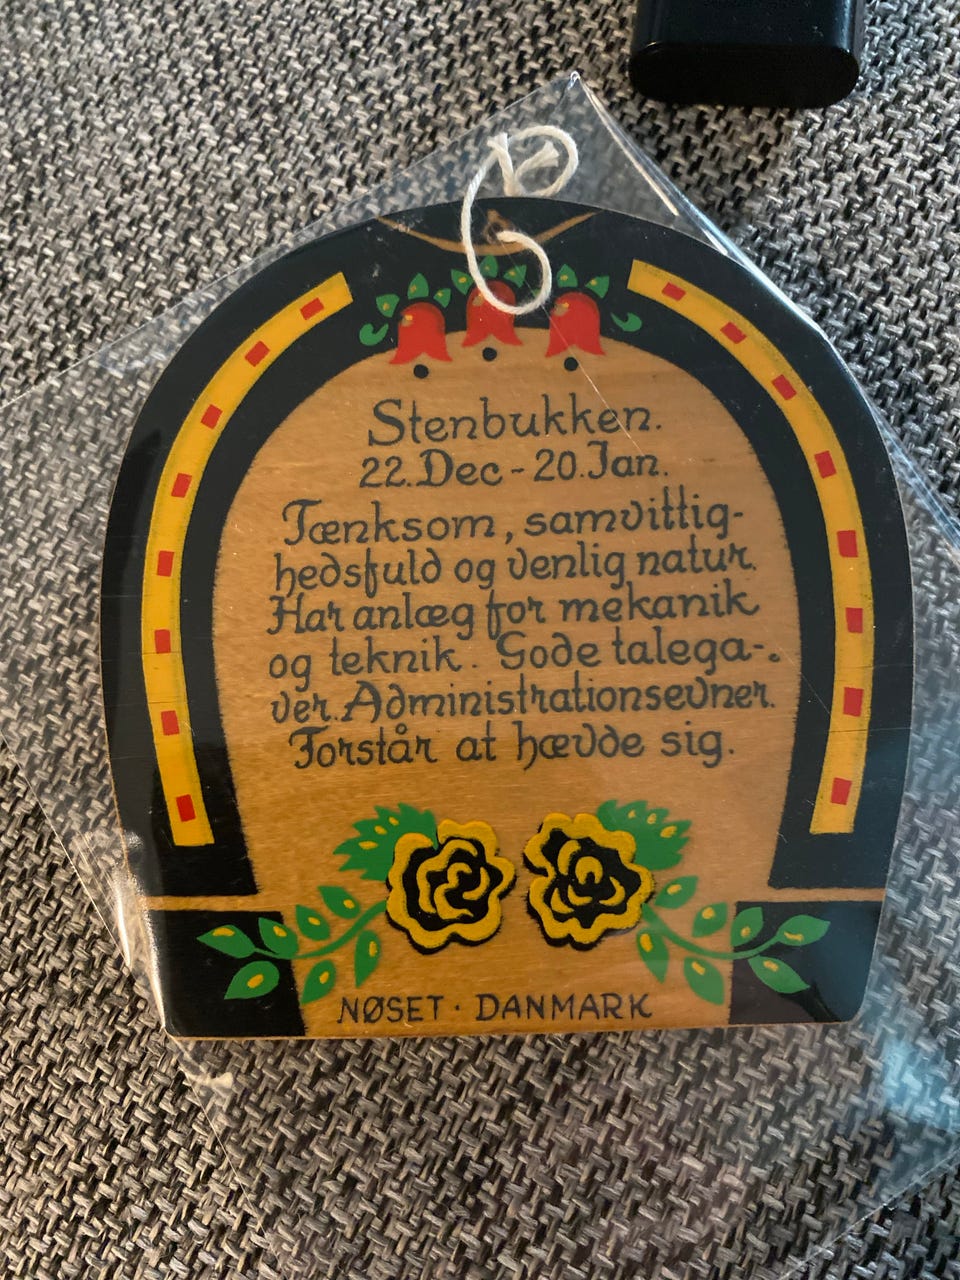 Stenbukken.
22.Dec - 20.Jan.
Tænksom, samvittig-
hedsfuld og venlig natur.
Har anlæg for mekanik
og teknik. Gode talega-
ver. Administrationsevner.
Forstår at hævde sig.
NØSET · DANMARK